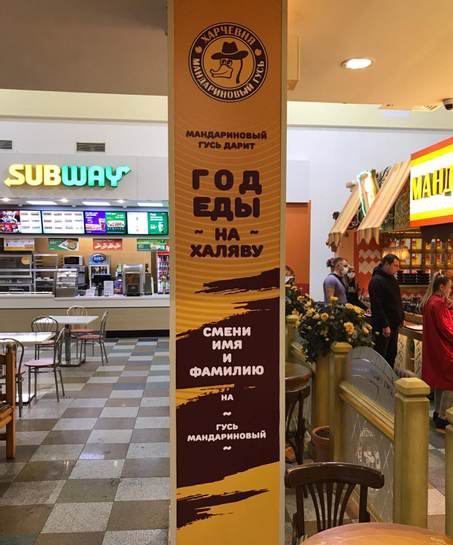 ХАРЧЕВНЯ
МАНДАРИНОВЫЙ ГУСЬ
МАНДАРИНОВЫЙ
ГУСЬ ДАРИТ
ГОД
ЕДЫ
~ НА ~
ХАЛЯВУ
СМЕНИ
ИМЯ
И
ФАМИЛИЮ
НА
~ ~
ГУСЬ
МАНДАРИНОВЫЙ
SUBWAY
МАНД